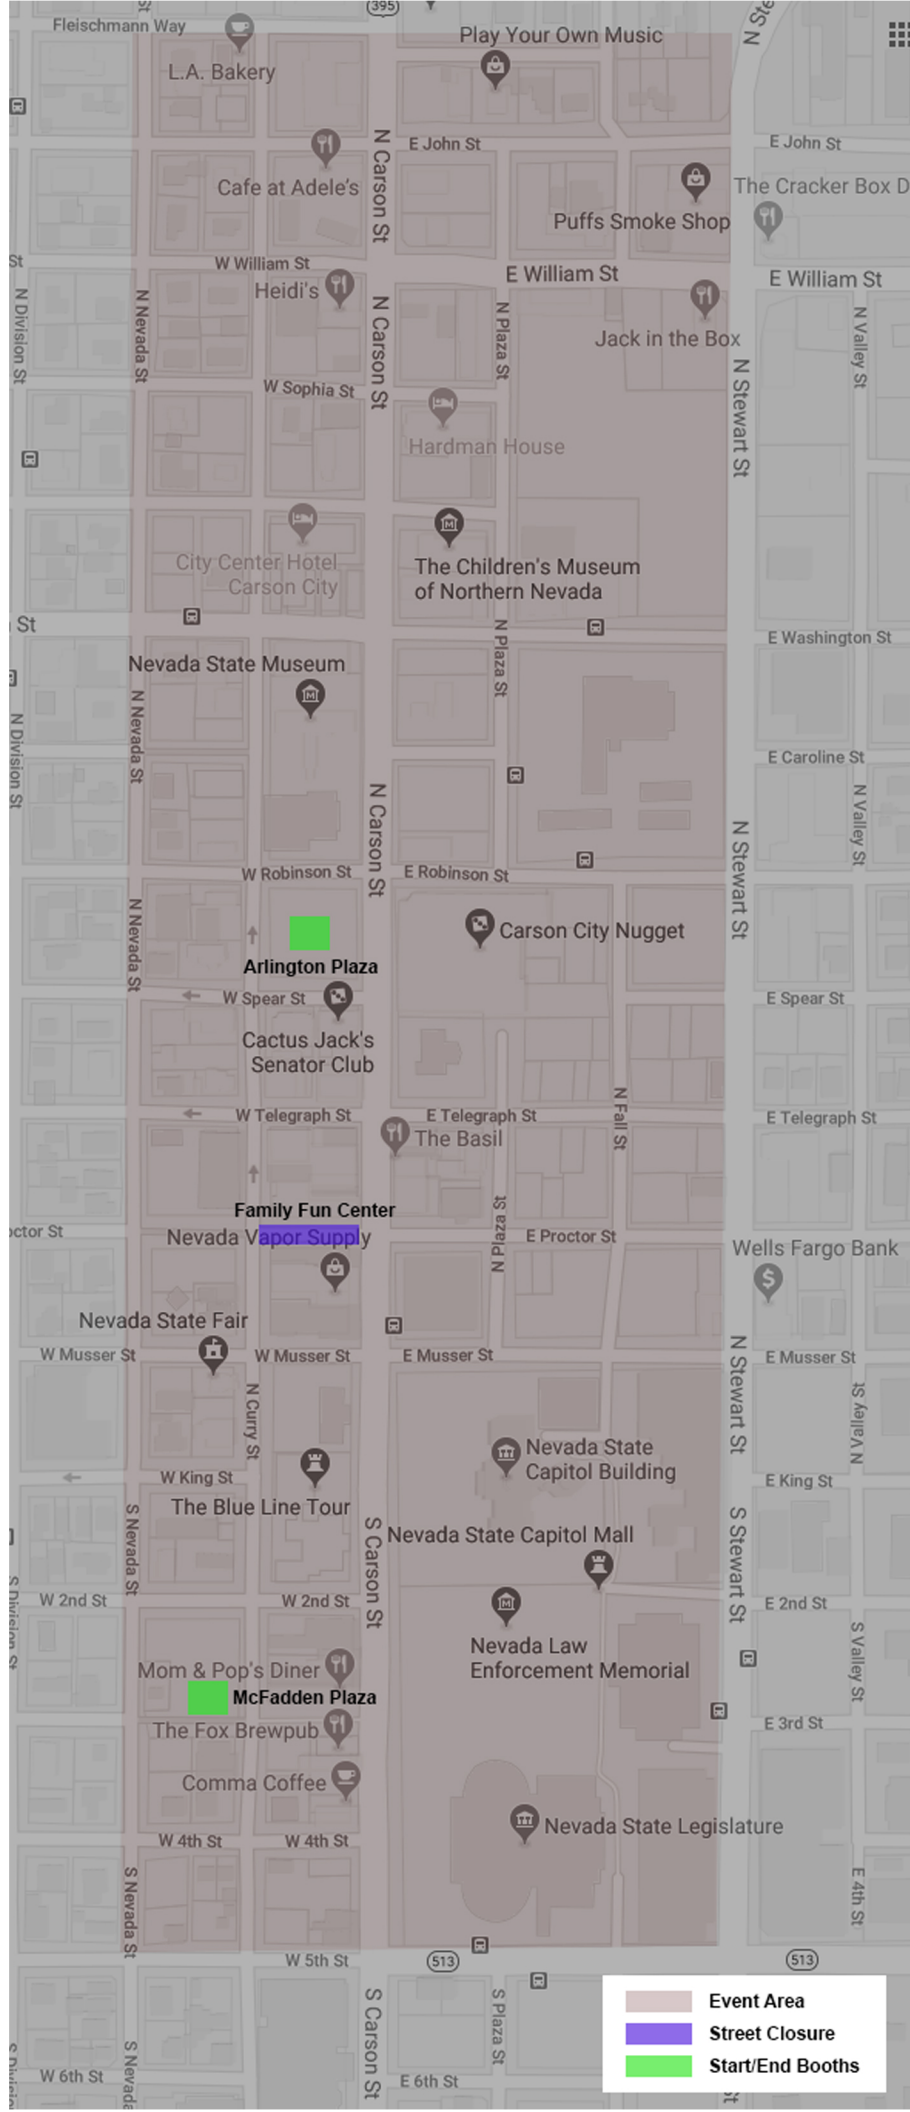 Fleischmann Way
395
N Ste
Play Your Own Music
L.A. Bakery
N Carson St
E John St
E John St
Cafe at Adele's
The Cracker Box D
Puffs Smoke Shop
St
W William St
E William St
E William St
Heidi's
N Division St
N Nevada St
N Carson St
N Plaza St
Jack in the Box
N Valley St
W Sophia St
N Stewart St
Hardman House
City Center Hotel
Carson City
The Children's Museum
of Northern Nevada
St
E Washington St
N Plaza St
Nevada State Museum
N Nevada St
N Division St
E Caroline St
N Carson St
N Valley St
N Stewart St
W Robinson St
E Robinson St
N Nevada St
Carson City Nugget
Arlington Plaza
W Spear St
E Spear St
Cactus Jack's
Senator Club
W Telegraph St
E Telegraph St
N Fall St
E Telegraph St
The Basil
Family Fun Center
octor St
Nevada Vapor Supply
N Plaza St
E Proctor St
Wells Fargo Bank
Nevada State Fair
W Musser St
W Musser St
E Musser St
N Stewart St
E Musser St
N Curry St
N Valley St
Nevada State
Capitol Building
W King St
E King St
The Blue Line Tour
S Nevada St
S Carson St
Nevada State Capitol Mall
S Stewart St
S Division St
W 2nd St
W 2nd St
E 2nd St
Nevada Law
Enforcement Memorial
S Valley St
Mom & Pop's Diner
McFadden Plaza
The Fox Brewpub
E 3rd St
Comma Coffee
Nevada State Legislature
W 4th St
W 4th St
S Nevada St
E 4th St
W 5th St
513
513
S Carson St
S Plaza St
Event Area
Street Closure
Start/End Booths
S Nevada
W 6th St
E 6th St
St